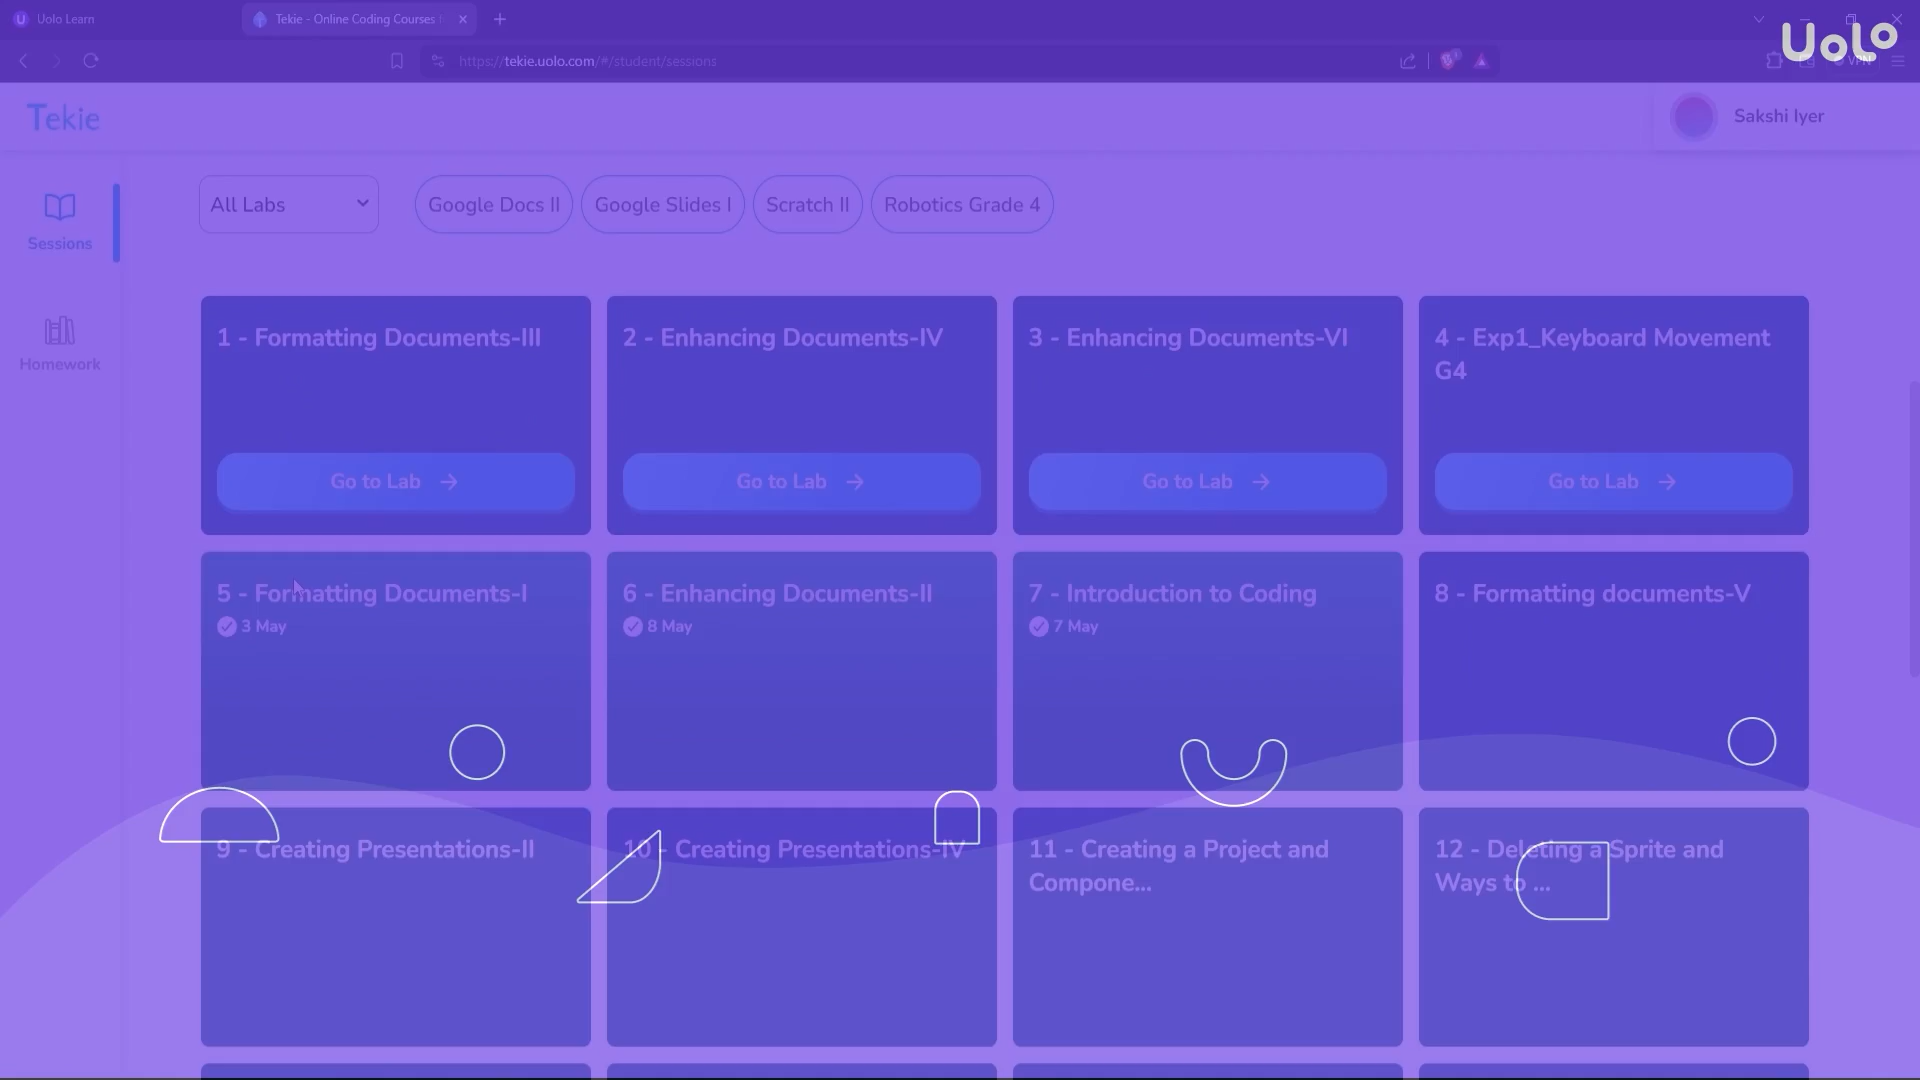 Uolo Learn
Tekie - Online Coding Courses
Uolo
https://tekie.uolo.com/#/student/sessions
VPN
Tekie
Sakshi Iyer
Sessions
Homework
All Labs
Google Docs II
Google Slides I
Scratch II
Robotics Grade 4
1 - Formatting Documents-III
Go to Lab →
2 - Enhancing Documents-IV
Go to Lab →
3 - Enhancing Documents-VI
Go to Lab →
4 - Exp1_Keyboard Movement
G4
Go to Lab →
5 - Formatting Documents-I
3 May
6 - Enhancing Documents-II
8 May
7 - Introduction to Coding
7 May
8 - Formatting documents-V
9 - Creating Presentations-II
10 - Creating Presentations-IV
11 - Creating a Project and
Compone...
12 - Deleting a Sprite and
Ways to ...